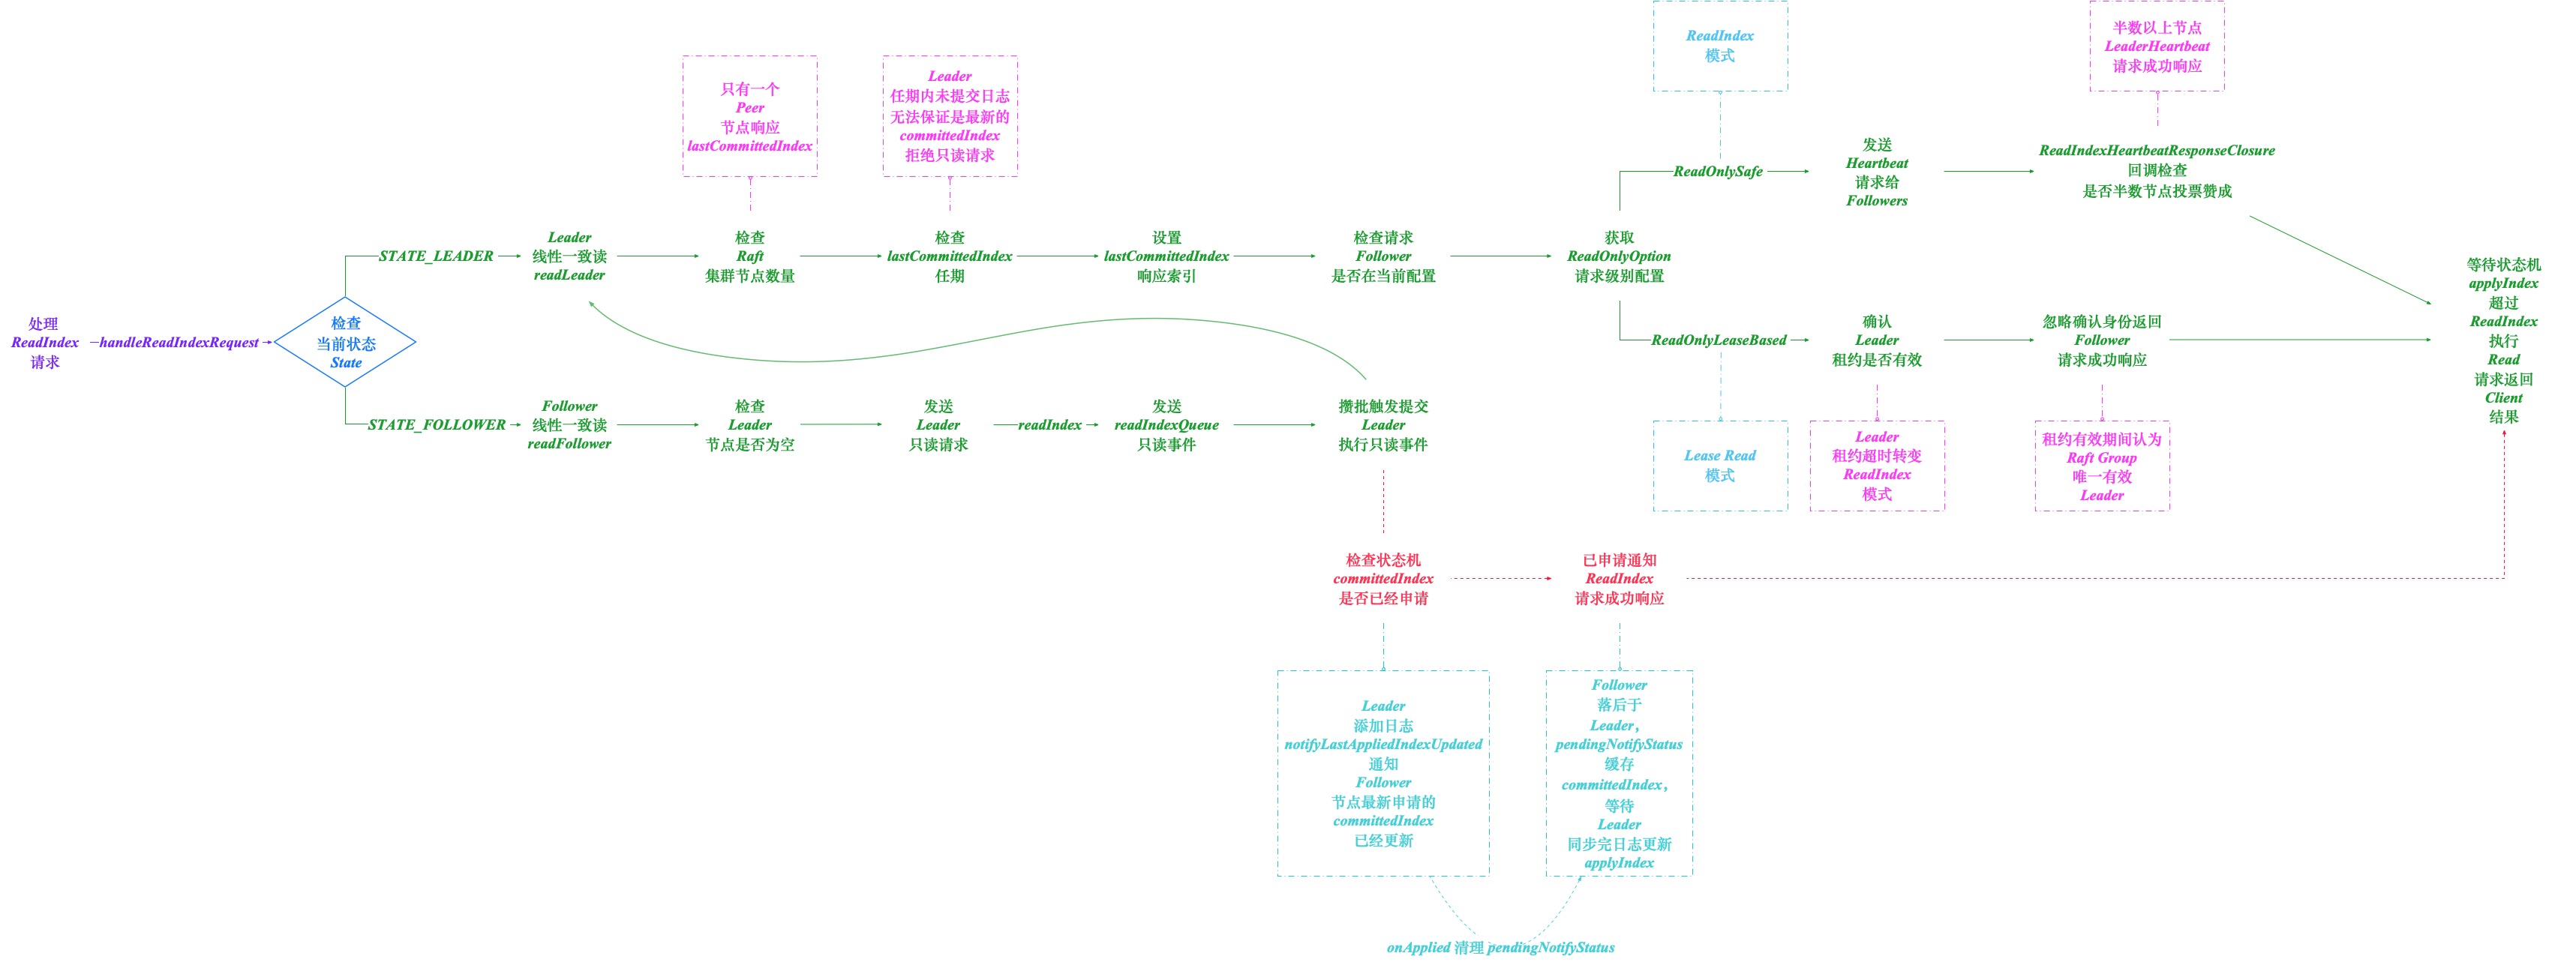 处理
ReadIndex
请求
handleReadIndexRequest
检查
当前状态
State
STATE_LEADER
Leader
线性一致读
readLeader
只有一个
Peer
节点响应
lastCommittedIndex
检查
Raft
集群节点数量
Leader
任期内未提交日志
无法保证是最新的
committedIndex
拒绝只读请求
检查
lastCommittedIndex
任期
设置
lastCommittedIndex
响应索引
检查请求
Follower
是否在当前配置
获取
ReadOnlyOption
请求级别配置
ReadIndex
模式
ReadOnlySafe
发送
Heartbeat
请求给
Followers
半数以上节点
LeaderHeartbeat
请求成功响应
ReadIndexHeartbeatResponseClosure
回调检查
是否半数节点投票赞成
ReadOnlyLeaseBased
Lease Read
模式
确认
Leader
租约是否有效
Leader
租约超时转变
ReadIndex
模式
忽略确认身份返回
Follower
请求成功响应
租约有效期间认为
Raft Group
唯一有效
Leader
等待状态机
applyIndex
超过
ReadIndex
执行
Read
请求返回
Client
结果
STATE_FOLLOWER
Follower
线性一致读
readFollower
检查
Leader
节点是否为空
发送
Leader
只读请求
readIndex
发送
readIndexQueue
只读事件
攒批触发提交
Leader
执行只读事件
检查状态机
committedIndex
是否已经申请
已申请通知
ReadIndex
请求成功响应
Leader
添加日志
notifyLastAppliedIndexUpdated
通知
Follower
节点最新申请的
committedIndex
已经更新
Follower
落后于
Leader，
pendingNotifyStatus
缓存
committedIndex，
等待
Leader
同步完日志更新
applyIndex
onApplied 清理 pendingNotifyStatus